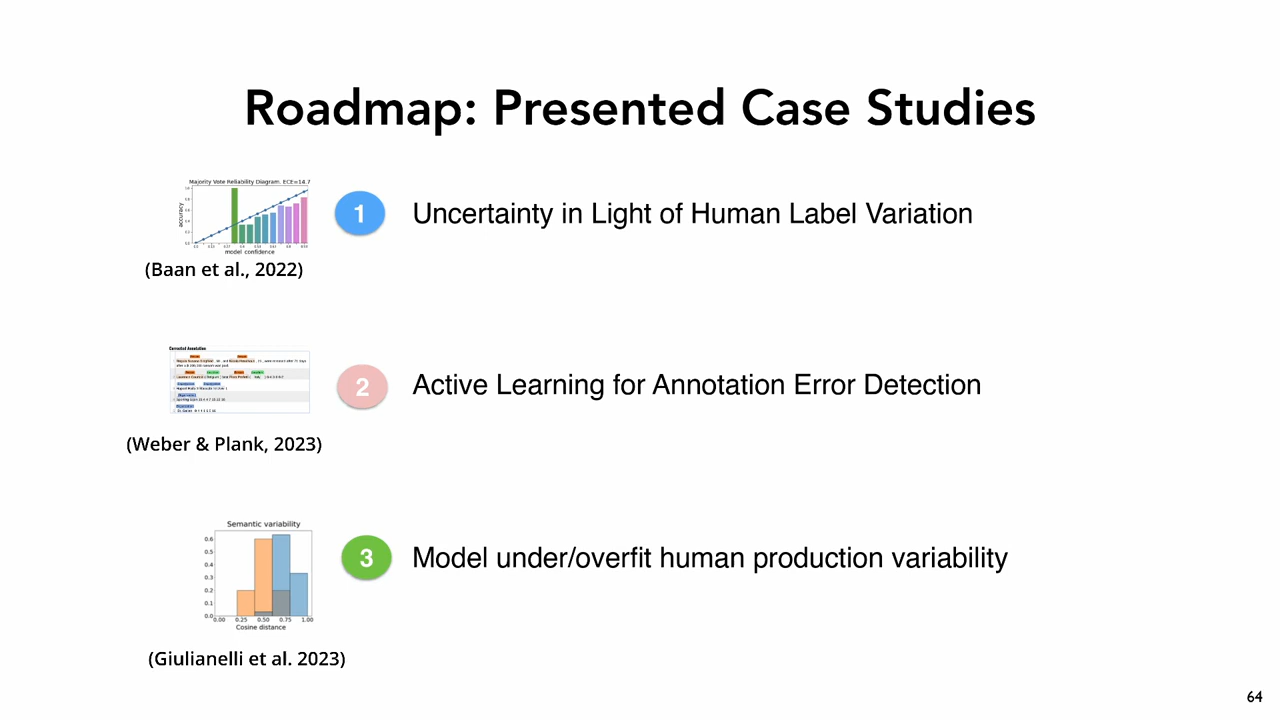 Roadmap: Presented Case Studies
Majority Vote Reliability Diagram. ECE=14.7
accuracy
model confidence
1
Uncertainty in Light of Human Label Variation
(Baan et al., 2022)
Corrected Annotation
2
Active Learning for Annotation Error Detection
(Weber & Plank, 2023)
Semantic variability
0.6
0.5
0.4
0.3
0.2
0.1
0.0
0.00 0.25 0.50 0.75 1.00
Cosine distance
3
Model under/overfit human production variability
(Giulianelli et al. 2023)
64